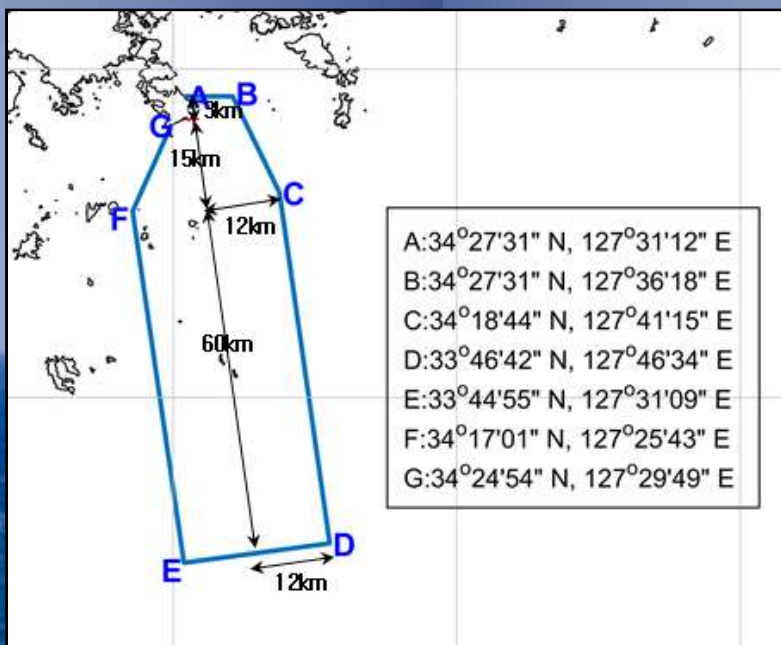 A
B
3km
G
15km
C
F
12km
60km
D
E
12km
A:34°27'31" N, 127°31'12" E
B:34°27'31" N, 127°36'18" E
C:34°18'44" N, 127°41'15" E
D:33°46'42" N, 127°46'34" E
E:33°44'55" N, 127°31'09" E
F:34°17'01" N, 127°25'43" E
G:34°24'54" N, 127°29'49" E